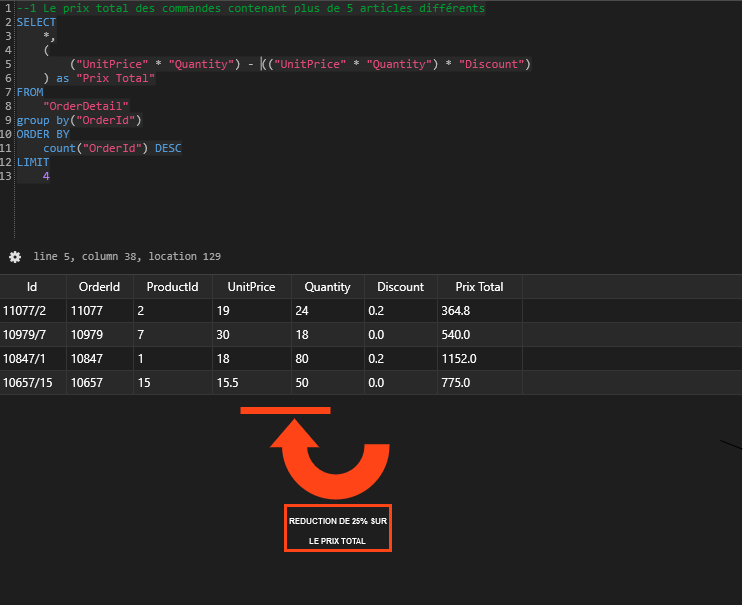 1 --1 Le prix total des commandes contenant plus de 5 articles différents
2 SELECT
3 *,
4 (
5 ("UnitPrice" * "Quantity") - (("UnitPrice" * "Quantity") * "Discount")
6 ) as "Prix Total"
7 FROM
8 "OrderDetail"
9 group by("OrderId")
10 ORDER BY
11 count("OrderId") DESC
12 LIMIT
13 4
line 5, column 38, location 129
Id OrderId ProductId UnitPrice Quantity Discount Prix Total
11077/2 11077 2 19 24 0.2 364.8
10979/7 10979 7 30 18 0.0 540.0
10847/1 10847 1 18 80 0.2 1152.0
10657/15 10657 15 15.5 50 0.0 775.0
REDUCTION DE 25% SUR
LE PRIX TOTAL